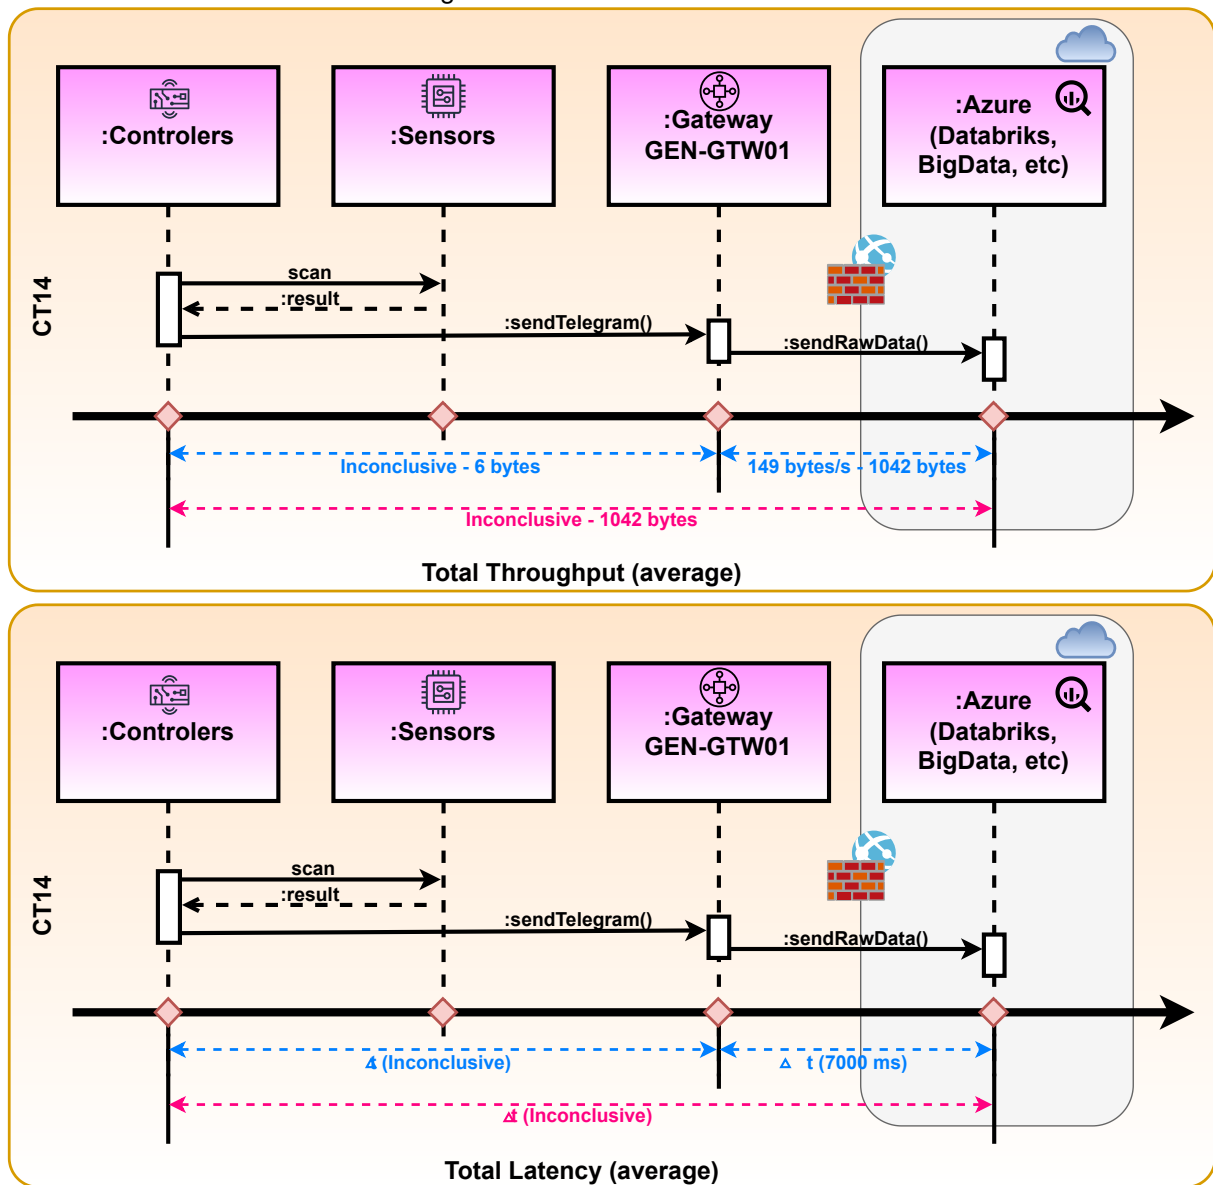 :Controlers
:Sensors
:Gateway
GEN-GTW01
:Azure
(Databriks,
BigData, etc)
CT14
scan
:result
:sendTelegram()
:sendRawData()
Inconclusive - 6 bytes
149 bytes/s - 1042 bytes
Inconclusive - 1042 bytes
Total Throughput (average)
:Controlers
:Sensors
:Gateway
GEN-GTW01
:Azure
(Databriks,
BigData, etc)
CT14
scan
:result
:sendTelegram()
:sendRawData()
Δt (Inconclusive)
Δ t (7000 ms)
Δt (Inconclusive)
Total Latency (average)